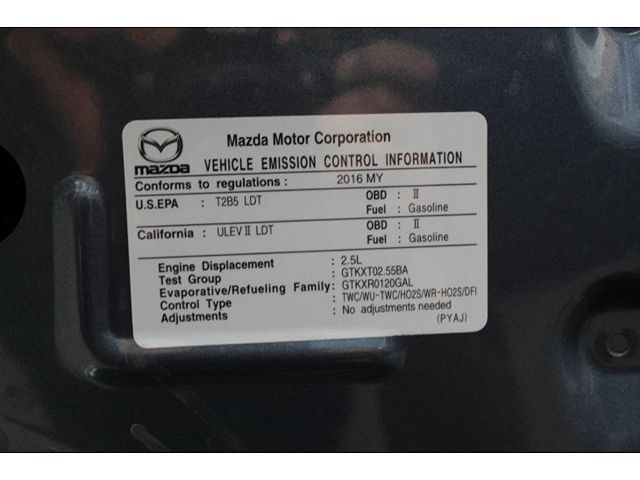 Mazda Motor Corporation
mazda
VEHICLE EMISSION CONTROL INFORMATION
Conforms to regulations : 2016 MY
U.S.EPA : T2B5 LDT OBD : II
Fuel : Gasoline
California : ULEV II LDT OBD : II
Fuel : Gasoline
Engine Displacement : 2.5L
Test Group : GTKXT02.55BA
Evaporative/Refueling Family: GTKXR0120GAL
Control Type : TWC/WU-TWC/HO2S/WR-HO2S/DFI
Adjustments : No adjustments needed
(PYAJ)